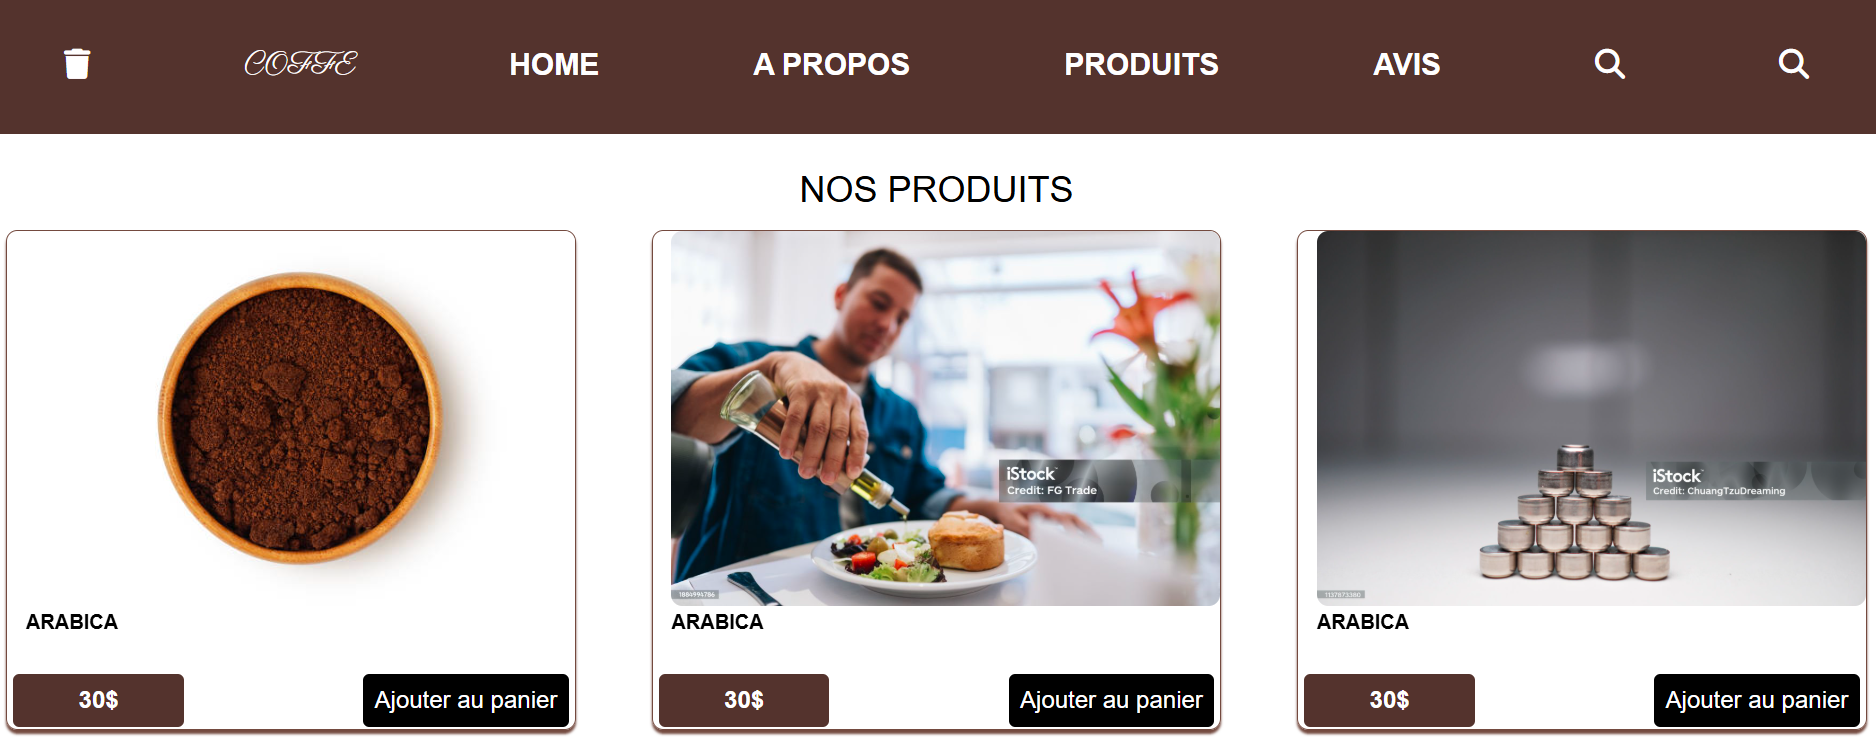 COFFE HOME A PROPOS PRODUITS AVIS
NOS PRODUITS
iStock
Credit: FG Trade
1884994786
iStock
Credit: ChuangTzuDreaming
1137873380
ARABICA ARABICA ARABICA
30$ Ajouter au panier 30$ Ajouter au panier 30$ Ajouter au panier